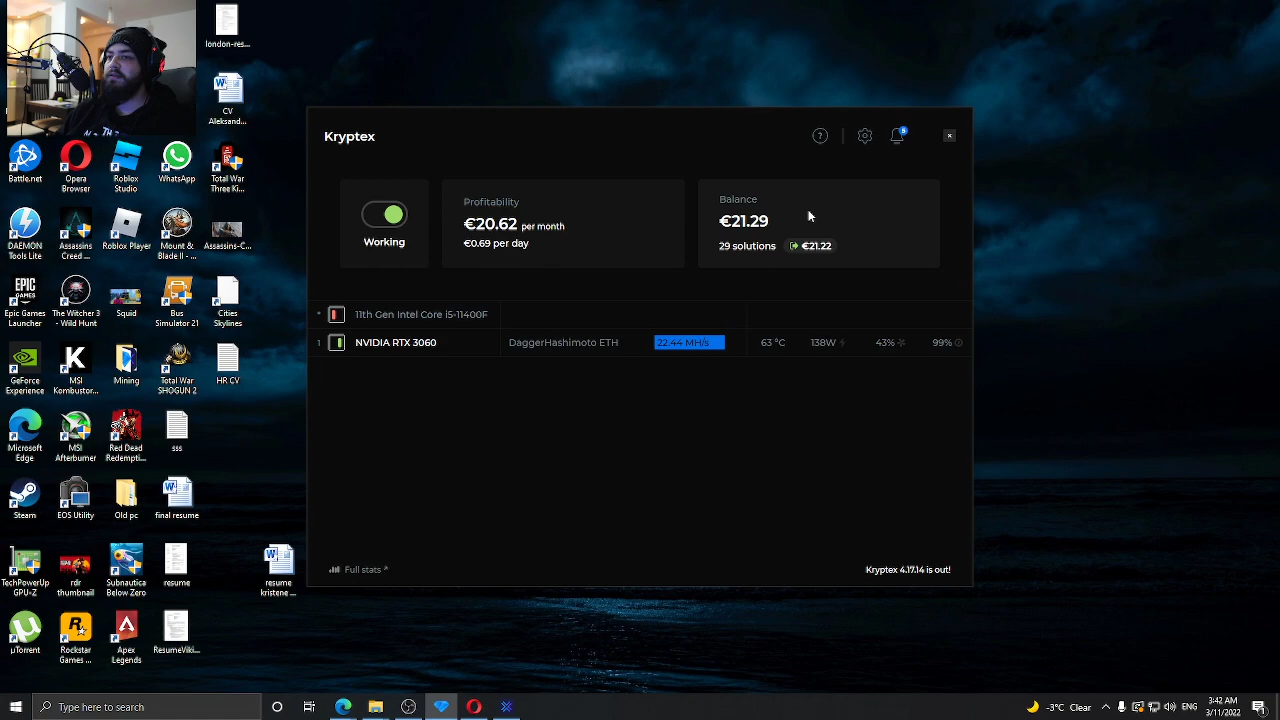 london-res...
CV
Aleksand...
Battle.net
Opera
Browser
Roblox
Studio
WhatsApp
Total War
Three Ki...
DAEMON
Tools Lite
Assassins
Creed ...
Roblox Player
Mount &
Blade II - ...
Assassins-C...
Epic Games
Launcher
The Witcher 3
- Wild Hunt
Squid
Bus
Simulator 21
Cities
Skylines
GeForce
Experience
MSI
Kombustor...
Mining
Total War
SHOGUN 2
HR CV
Microsoft
Edge
MSI
Afterburner
Red Dead
Redempti...
sss
Steam
EOS Utility
Old pc
final resume
TechPowerUp
GPU-Z
rdr
thumbnail
Subnautica
Below Zero
resume
resume
kristene ...
µTorrent
Rockstar
Games ...
Apex
Legends
ResumeViki...
Kryptex
5
Working
Profitability
€20.62 per month
€0.69 per day
Balance
€21.29
29 solutions €21.22
* 11th Gen Intel Core i5-11400F
1 NVIDIA RTX 3060 DaggerHashimoto ETH 22.44 MH/s 63 °C 138W 43% 99%
Full stats
Kryptex 4.17.14 is out!
Type here to search
-3°C Clear
3:42 AM
3/11/2022